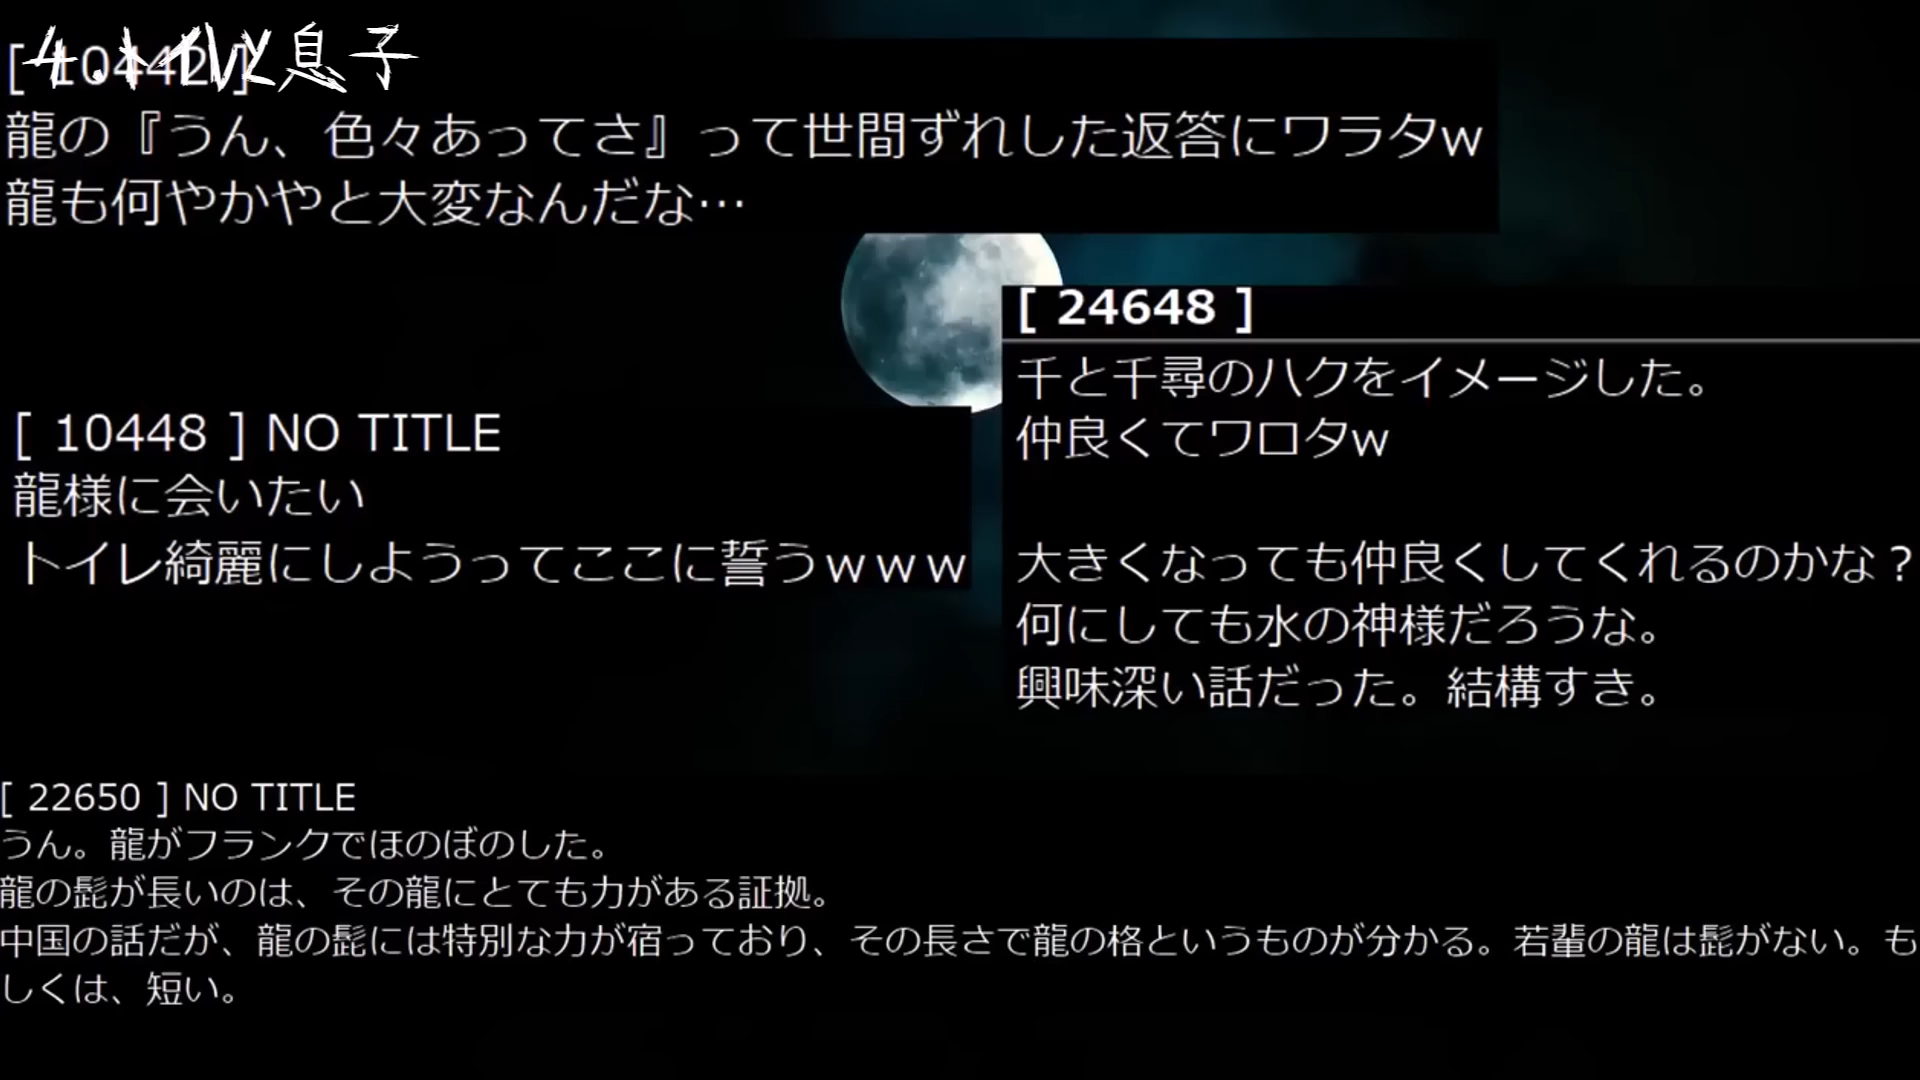 4.トイレと息子
[ 10442 ]
龍の『うん、色々あってさ』って世間ずれした返答にワラタw
龍も何やかやと大変なんだな…
[ 24648 ]
千と千尋のハクをイメージした。
仲良くてワロタw
大きくなっても仲良くしてくれるのかな？
何にしても水の神様だろうな。
興味深い話だった。結構すき。
[ 10448 ] NO TITLE
龍様に会いたい
トイレ綺麗にしようってここに誓うｗｗｗ
[ 22650 ] NO TITLE
うん。龍がフランクでほのぼのした。
龍の髭が長いのは、その龍にとても力がある証拠。
中国の話だが、龍の髭には特別な力が宿っており、その長さで龍の格というものが分かる。若輩の龍は髭がない。も
しくは、短い。